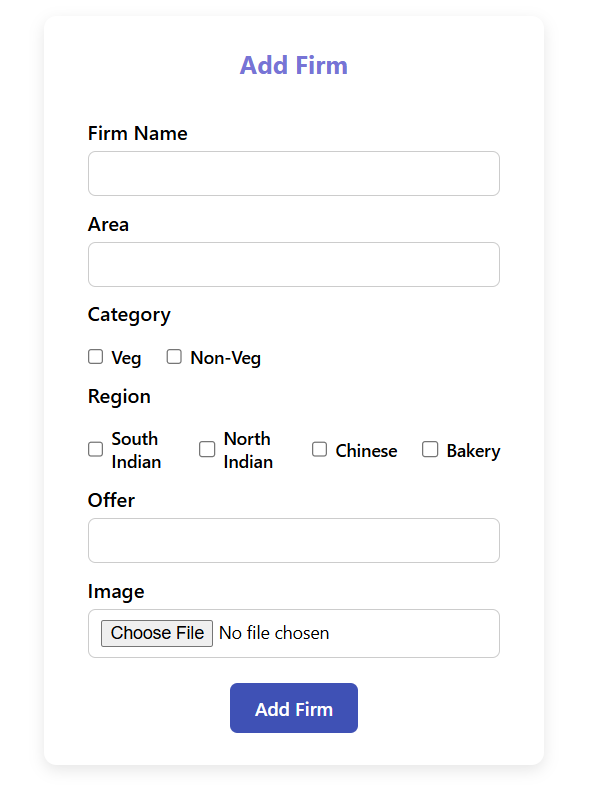 Add Firm
Firm Name
Area
Category
Veg Non-Veg
Region
South Indian North Indian Chinese Bakery
Offer
Image
Choose File No file chosen
Add Firm